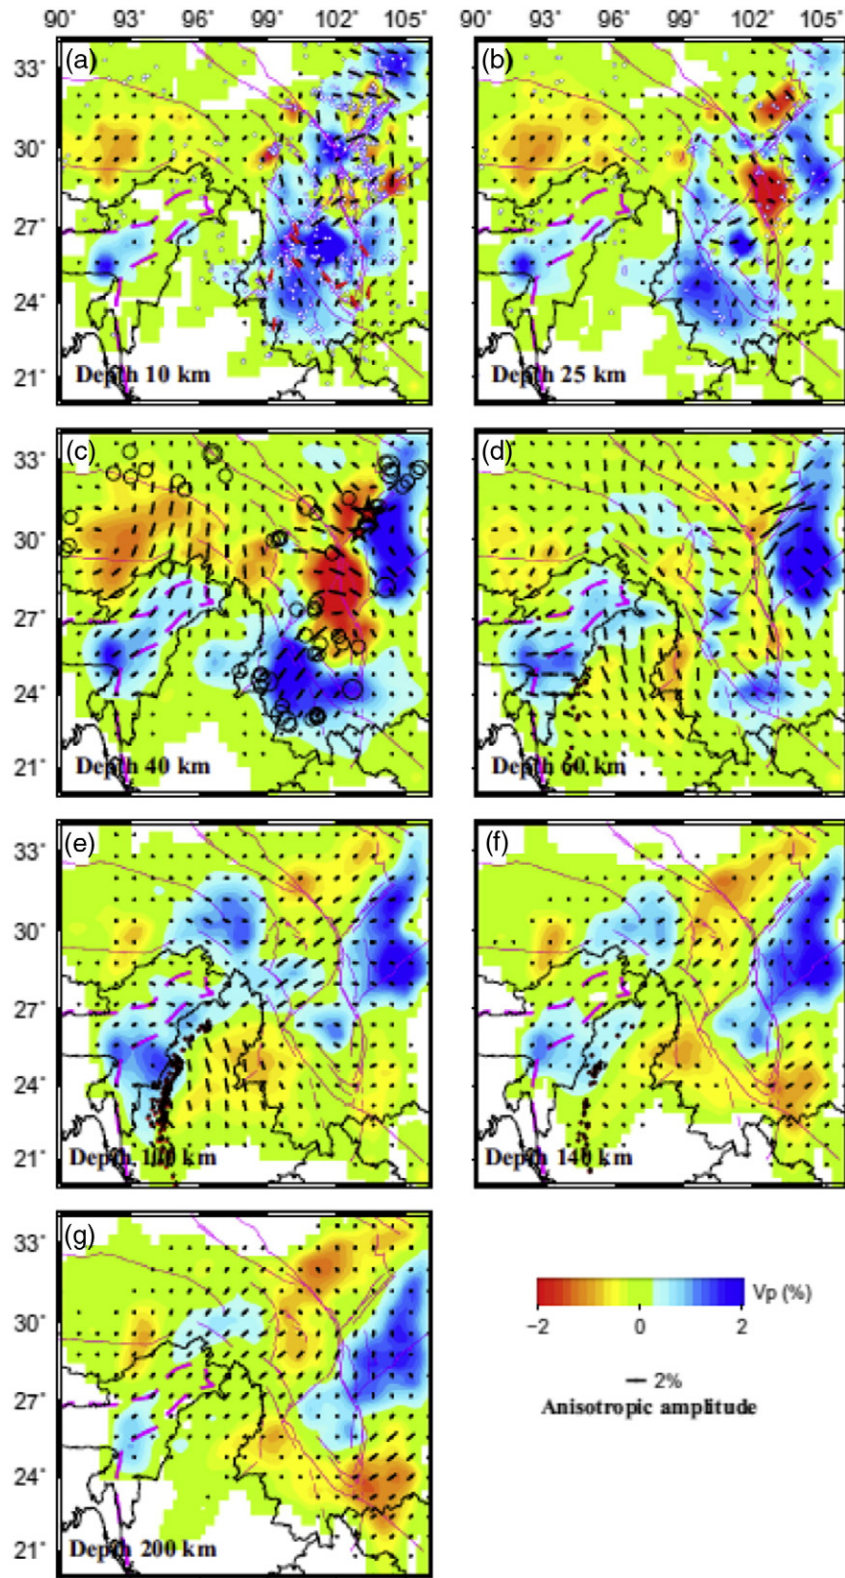 90˚ 93˚ 96˚ 99˚ 102˚ 105˚ 90˚ 93˚ 96˚ 99˚ 102˚ 105˚
(a) (b)
33˚
30˚
27˚
24˚
21˚
Depth 10 km Depth 25 km
(c) (d)
33˚
30˚
27˚
24˚
21˚
Depth 40 km Depth 60 km
(e) (f)
33˚
30˚
27˚
24˚
21˚
Depth 110 km Depth 140 km
(g)
33˚
30˚
27˚
24˚
21˚
Depth 200 km
Vp (%)
−2 0 2
2%
Anisotropic amplitude